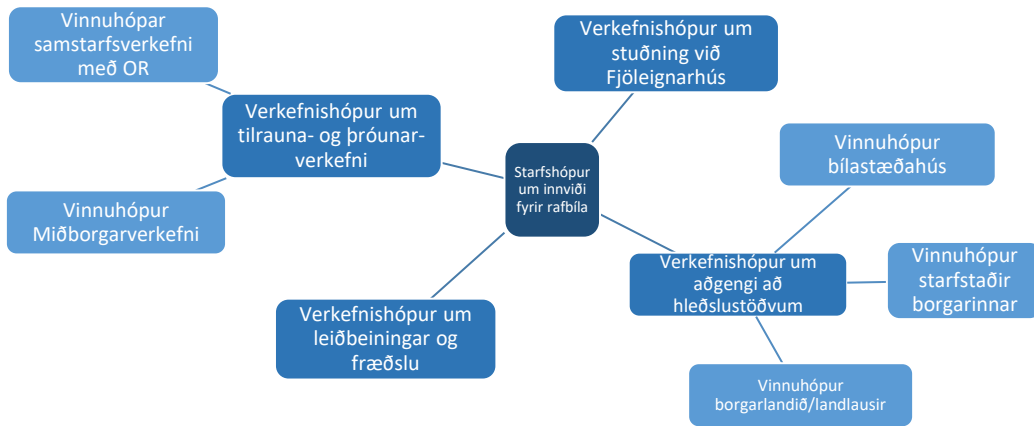 Vinnuhópar
samstarfsverkefni
með OR
Verkefnishópur um
stuðning við
Fjöleignarhús
Verkefnishópur um
tilrauna- og þróunar-
verkefni
Vinnuhópur
bílastæðahús
Starfshópur
um innviði
fyrir rafbíla
Vinnuhópur
Miðborgarverkefni
Verkefnishópur um
aðgengi að
hleðslustöðvum
Vinnuhópur
starfstaðir
borgarinnar
Verkefnishópur um
leiðbeiningar og
fræðslu
Vinnuhópur
borgarlandið/landlausir